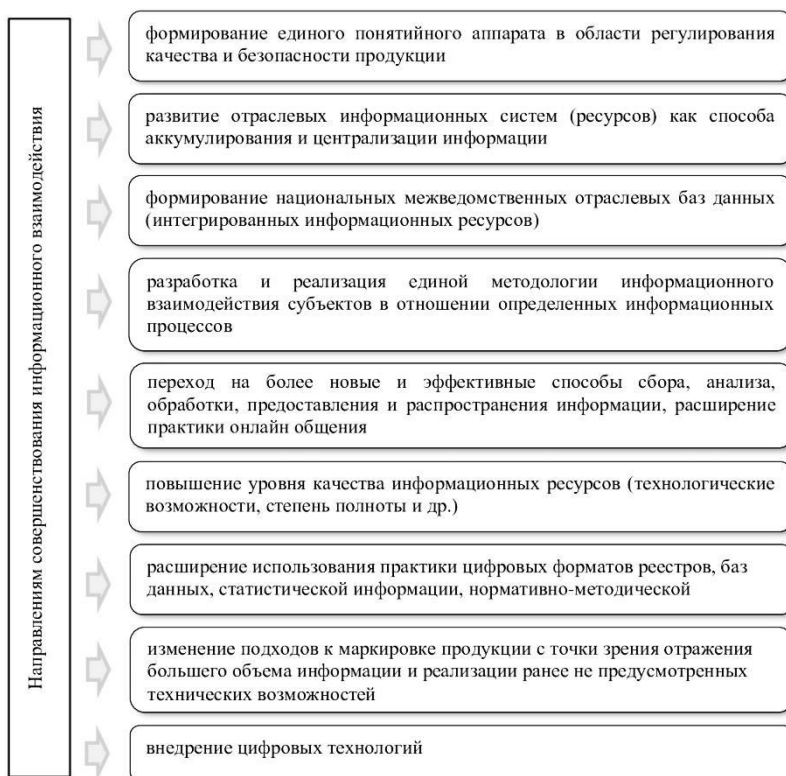 Направлениям совершенствования информационного взаимодействия
формирование единого понятийного аппарата в области регулирования
качества и безопасности продукции
развитие отраслевых информационных систем (ресурсов) как способа
аккумулирования и централизации информации
формирование национальных межведомственных отраслевых баз данных
(интегрированных информационных ресурсов)
разработка и реализация единой методологии информационного
взаимодействия субъектов в отношении определенных информационных
процессов
переход на более новые и эффективные способы сбора, анализа,
обработки, предоставления и распространения информации, расширение
практики онлайн общения
повышение уровня качества информационных ресурсов (технологические
возможности, степень полноты и др.)
расширение использования практики цифровых форматов реестров, баз
данных, статистической информации, нормативно-методической
изменение подходов к маркировке продукции с точки зрения отражения
большего объема информации и реализации ранее не предусмотренных
технических возможностей
внедрение цифровых технологий